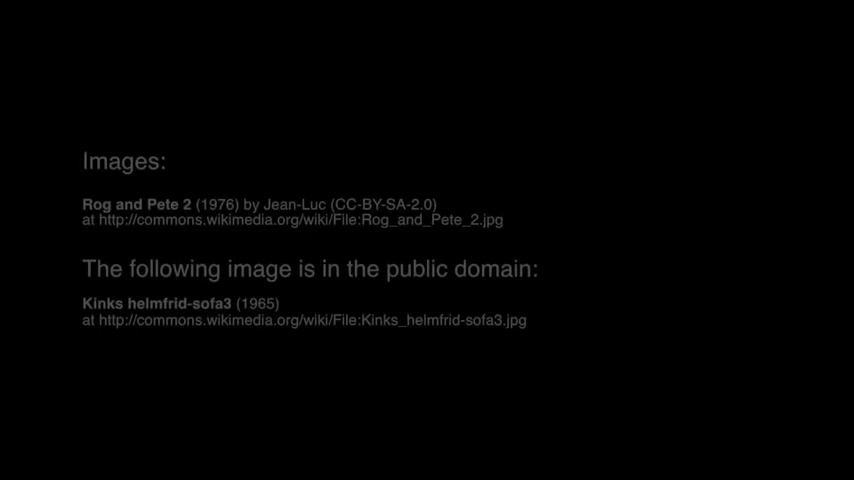 Images:
Rog and Pete 2 (1976) by Jean-Luc (CC-BY-SA-2.0)
at http://commons.wikimedia.org/wiki/File:Rog_and_Pete_2.jpg
The following image is in the public domain:
Kinks helmfrid-sofa3 (1965)
at http://commons.wikimedia.org/wiki/File:Kinks_helmfrid-sofa3.jpg